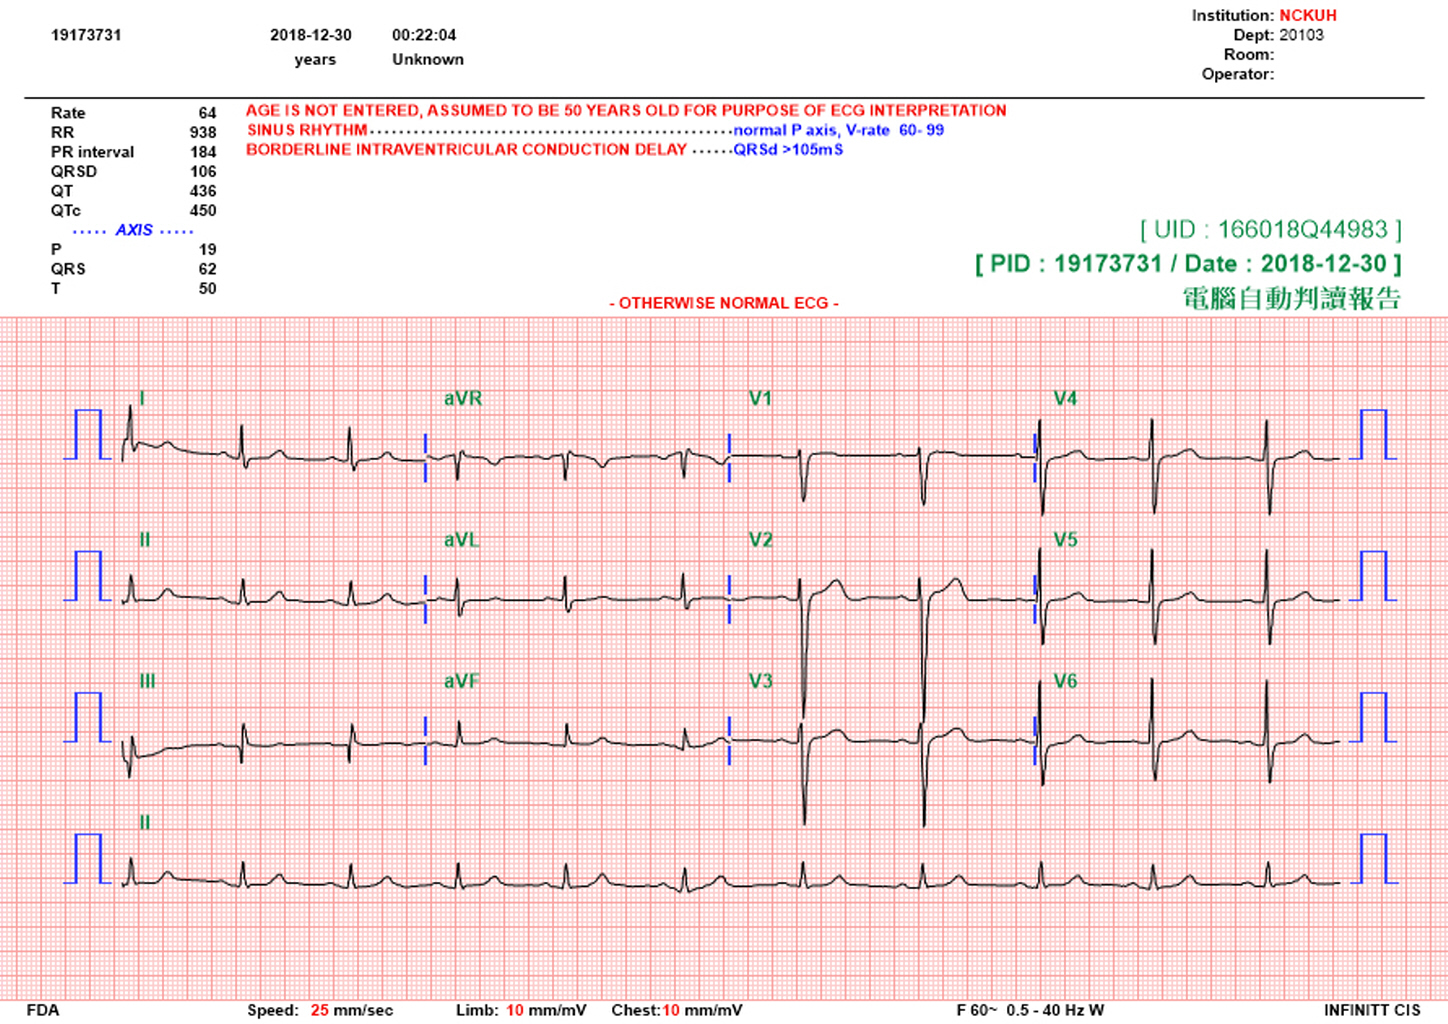 19173731 2018-12-30 00:22:04
years Unknown
Institution: NCKUH
Dept: 20103
Room:
Operator:
Rate 64
RR 938
PR interval 184
QRSD 106
QT 436
QTc 450
····· AXIS ·····
P 19
QRS 62
T 50
AGE IS NOT ENTERED, ASSUMED TO BE 50 YEARS OLD FOR PURPOSE OF ECG INTERPRETATION
SINUS RHYTHM··················································normal P axis, V-rate 60- 99
BORDERLINE INTRAVENTRICULAR CONDUCTION DELAY ······QRSd >105mS
[ UID : 166018Q44983 ]
[ PID : 19173731 / Date : 2018-12-30 ]
電腦自動判讀報告
- OTHERWISE NORMAL ECG -
I aVR V1 V4
II aVL V2 V5
III aVF V3 V6
II
FDA Speed: 25 mm/sec Limb: 10 mm/mV Chest:10 mm/mV F 60~ 0.5 - 40 Hz W INFINITT CIS